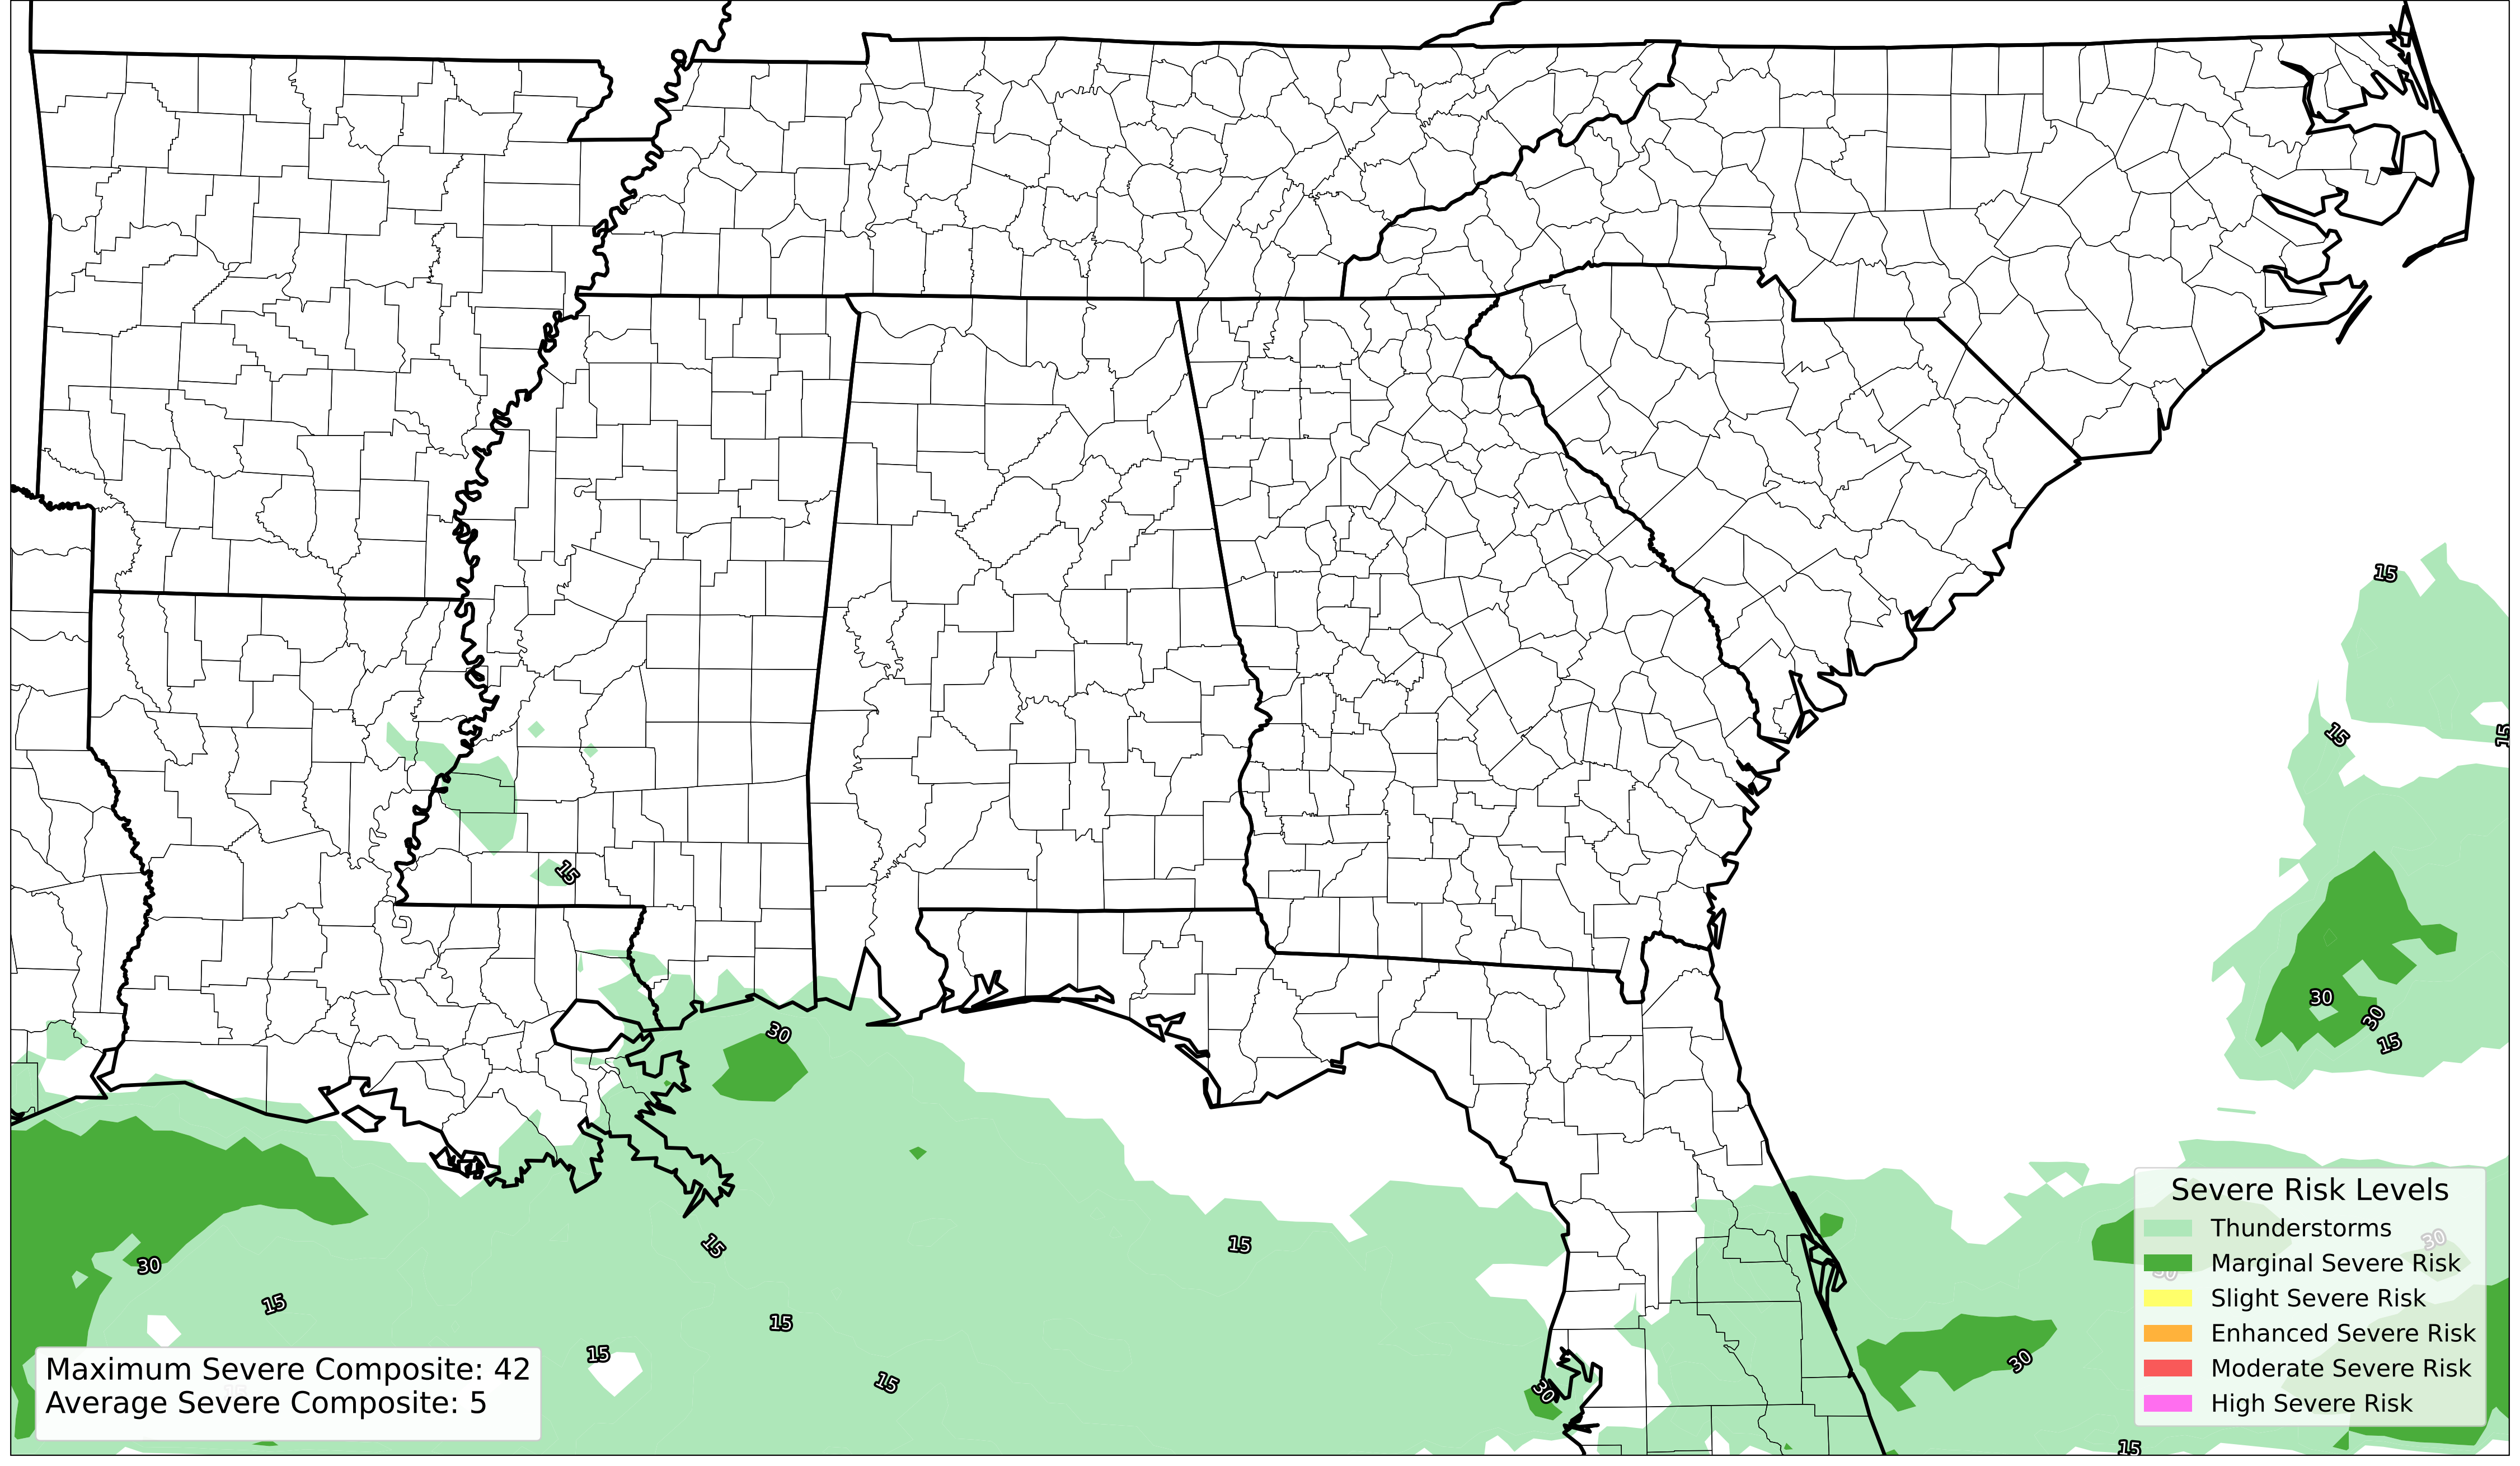 15
15
15
15
30
30
15
30
Severe Risk Levels
Thunderstorms
15
15
30
Marginal Severe Risk
30
30
15
Slight Severe Risk
15
Enhanced Severe Risk
15
30
Maximum Severe Composite: 42
Moderate Severe Risk
15
30
Average Severe Composite: 5
High Severe Risk
15